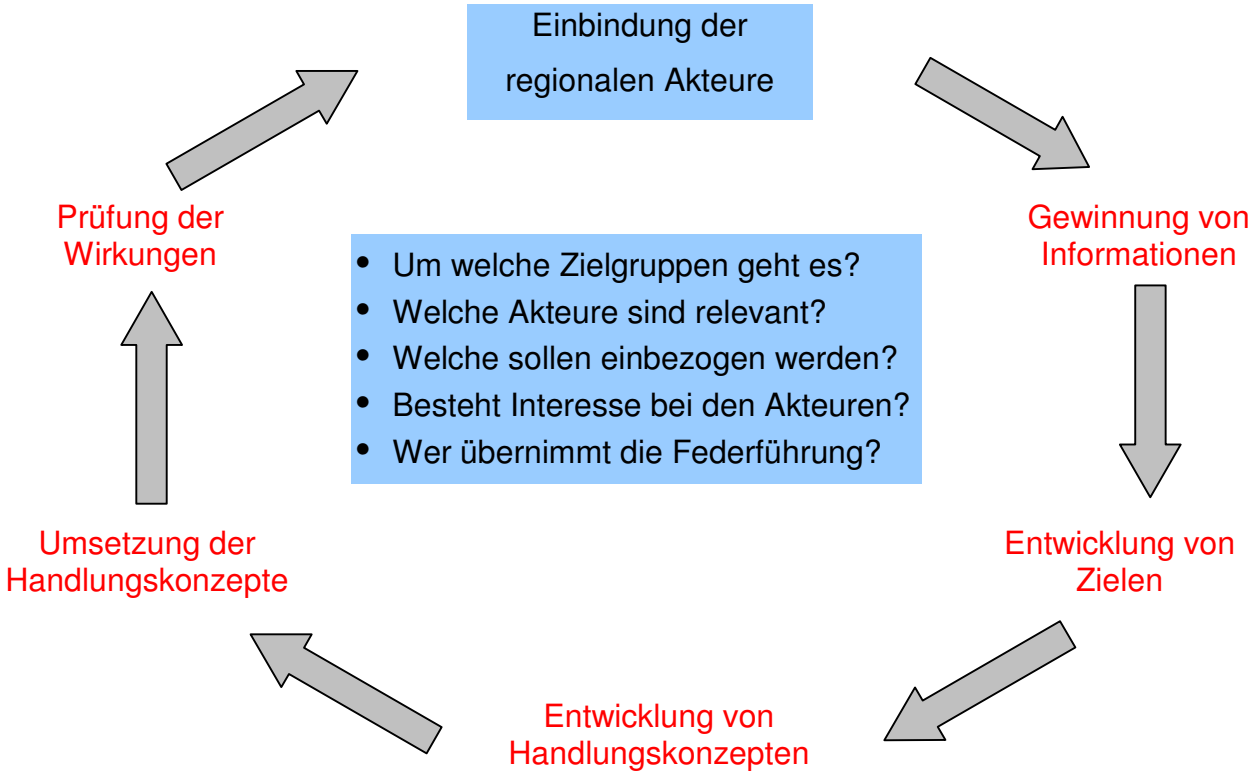 Einbindung der
regionalen Akteure
Prüfung der
Wirkungen
Gewinnung von
Informationen
• Um welche Zielgruppen geht es?
• Welche Akteure sind relevant?
• Welche sollen einbezogen werden?
• Besteht Interesse bei den Akteuren?
• Wer übernimmt die Federführung?
Umsetzung der
Handlungskonzepte
Entwicklung von
Zielen
Entwicklung von
Handlungskonzepten